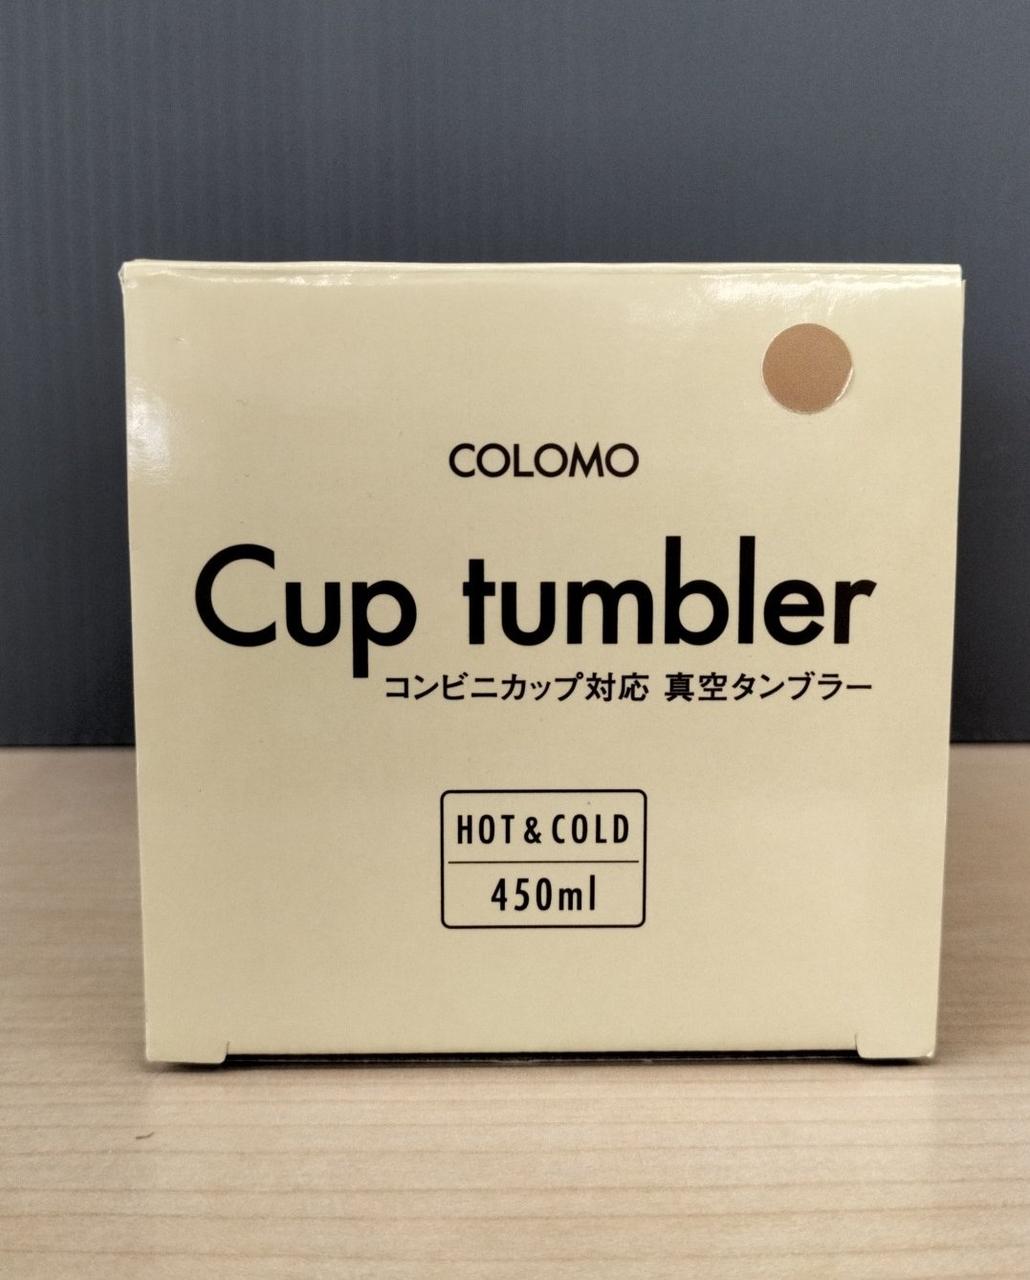 COLOMO
Cup tumbler
コンビニカップ対応 真空タンブラー
HOT & COLD
450ml